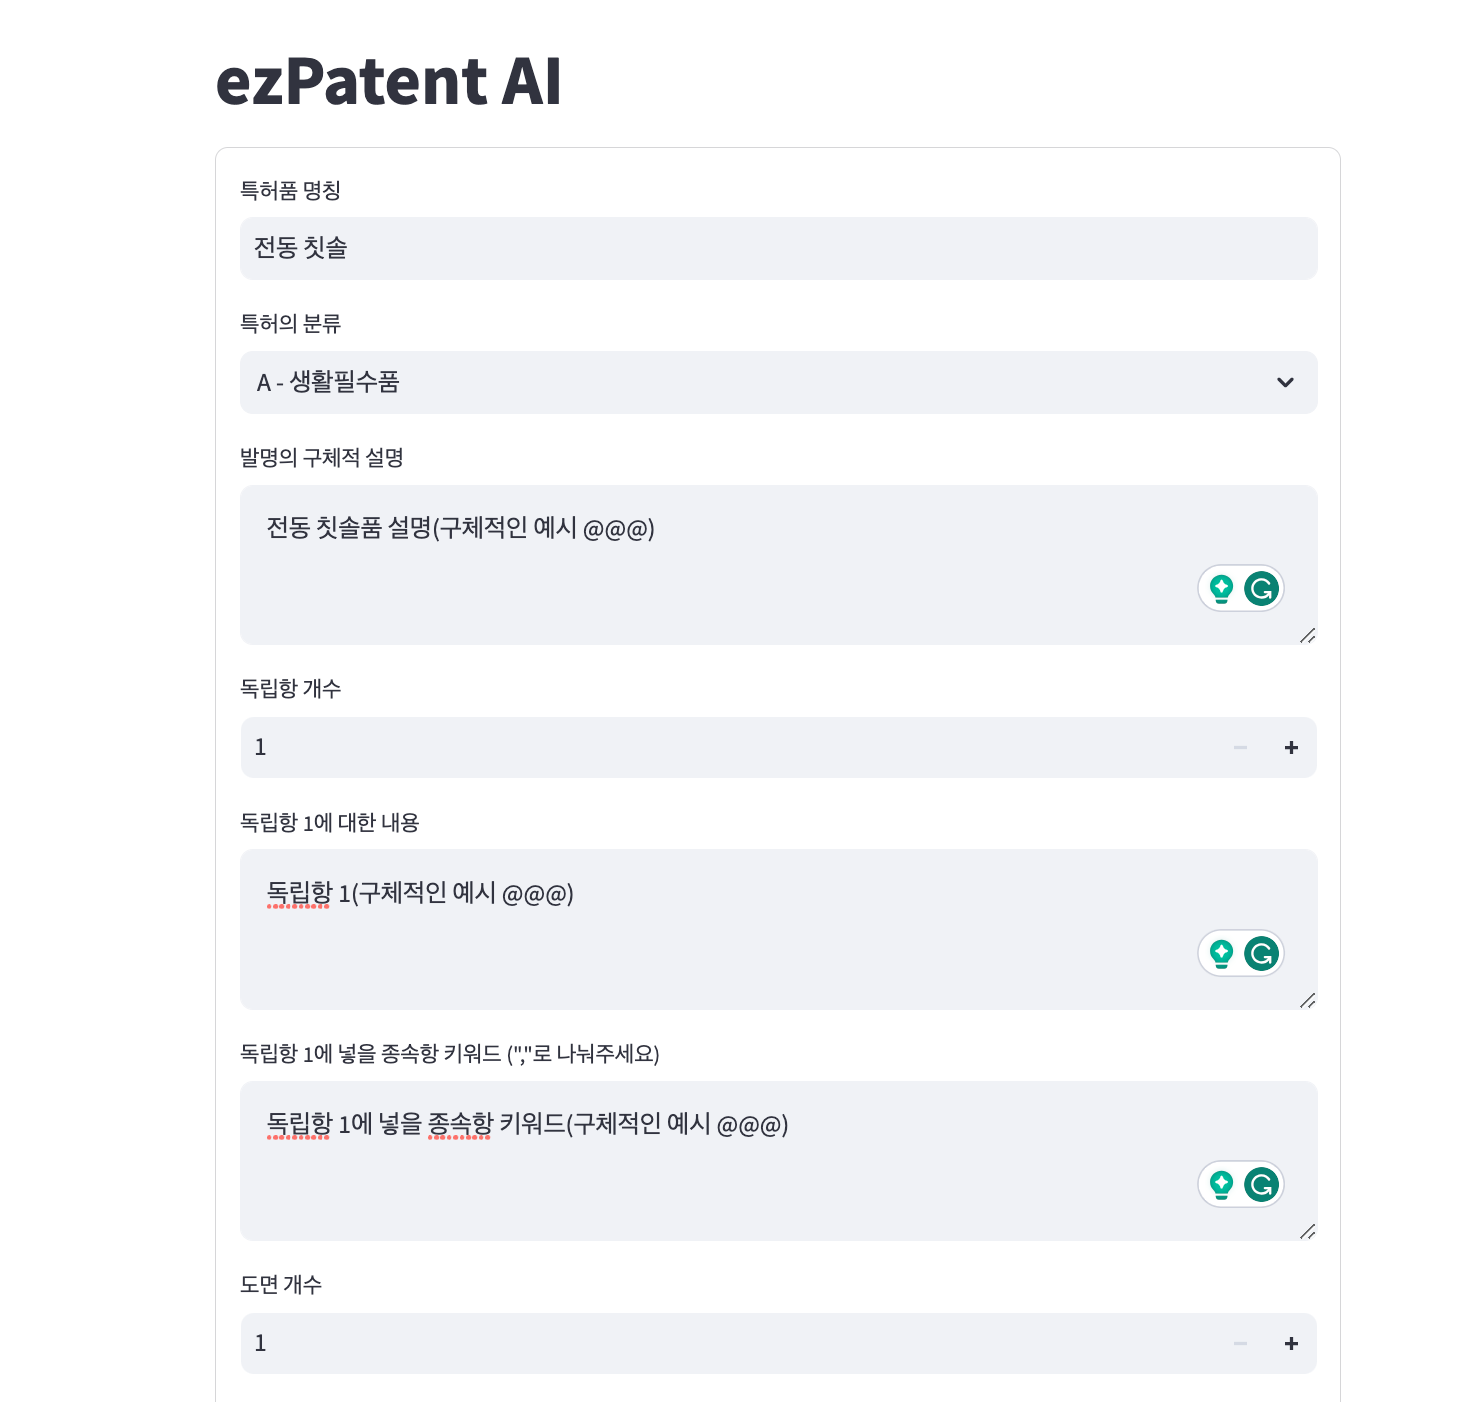 ezPatent AI
특허품 명칭
전동 칫솔
특허의 분류
A - 생활필수품
발명의 구체적 설명
전동 칫솔품 설명(구체적인 예시 @@@)
독립항 개수
1
독립항 1에 대한 내용
독립항 1(구체적인 예시 @@@)
독립항 1에 넣을 종속항 키워드 (","로 나눠주세요)
독립항 1에 넣을 종속항 키워드(구체적인 예시 @@@)
도면 개수
1